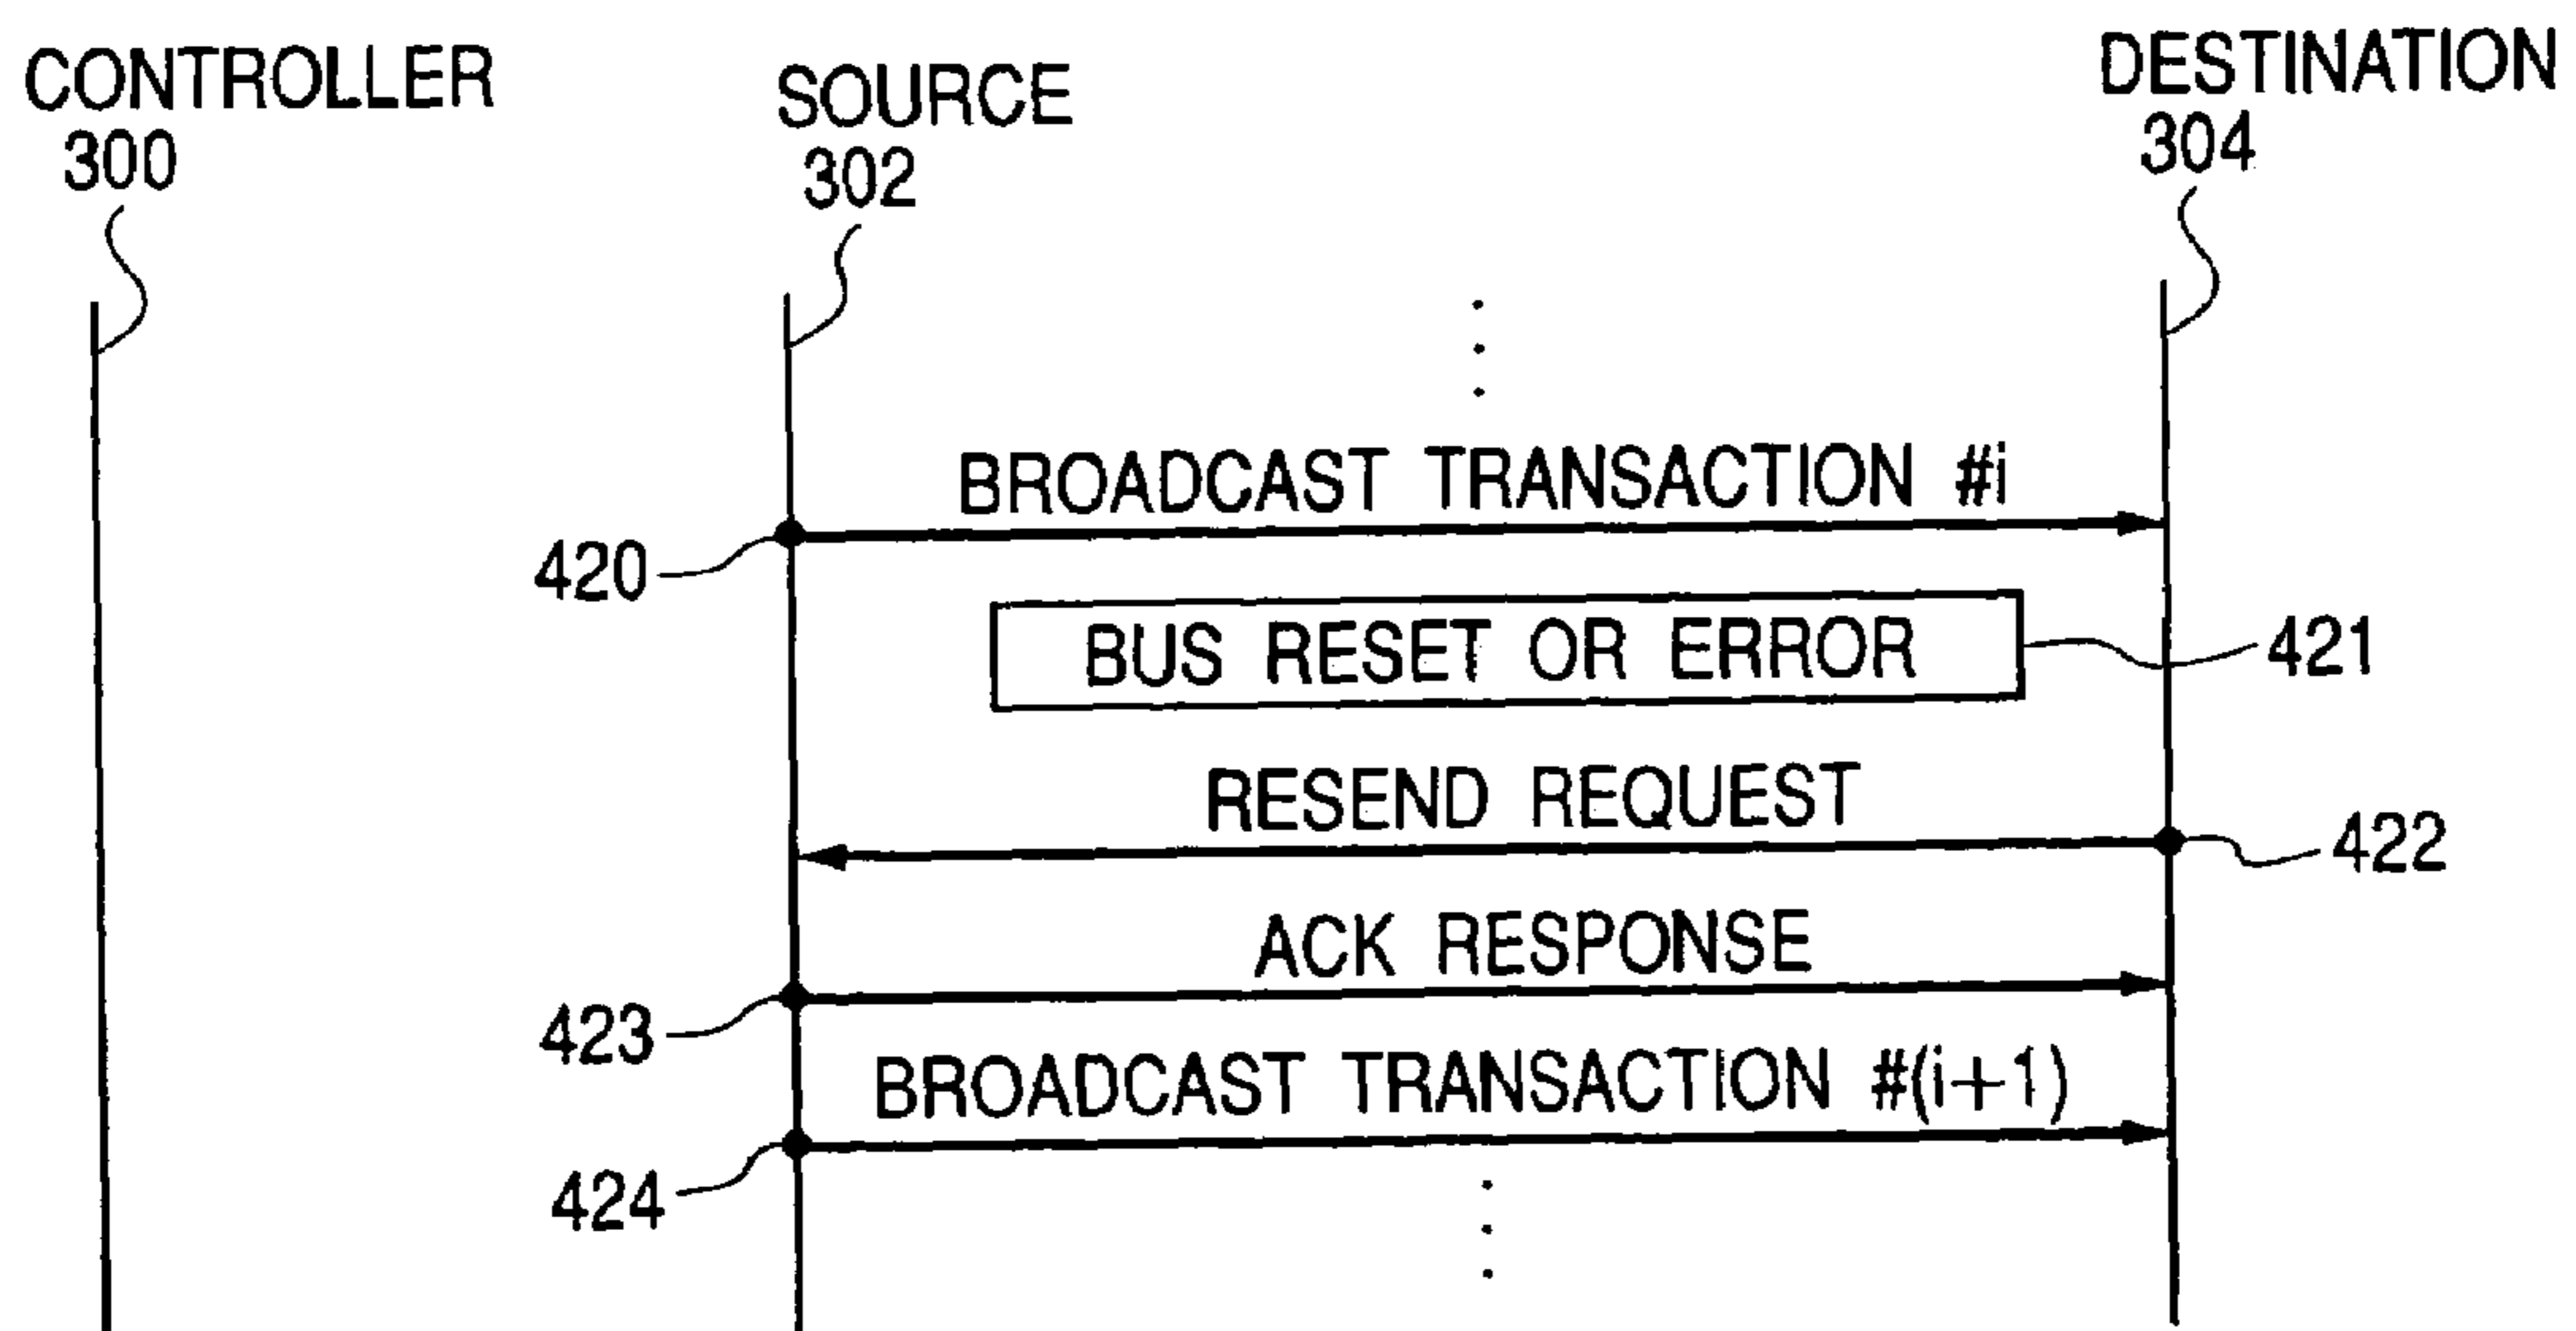 CONTROLLER
300
SOURCE
302
DESTINATION
304
BROADCAST TRANSACTION #i
420
BUS RESET OR ERROR
421
RESEND REQUEST
422
ACK RESPONSE
423
BROADCAST TRANSACTION #(i+1)
424